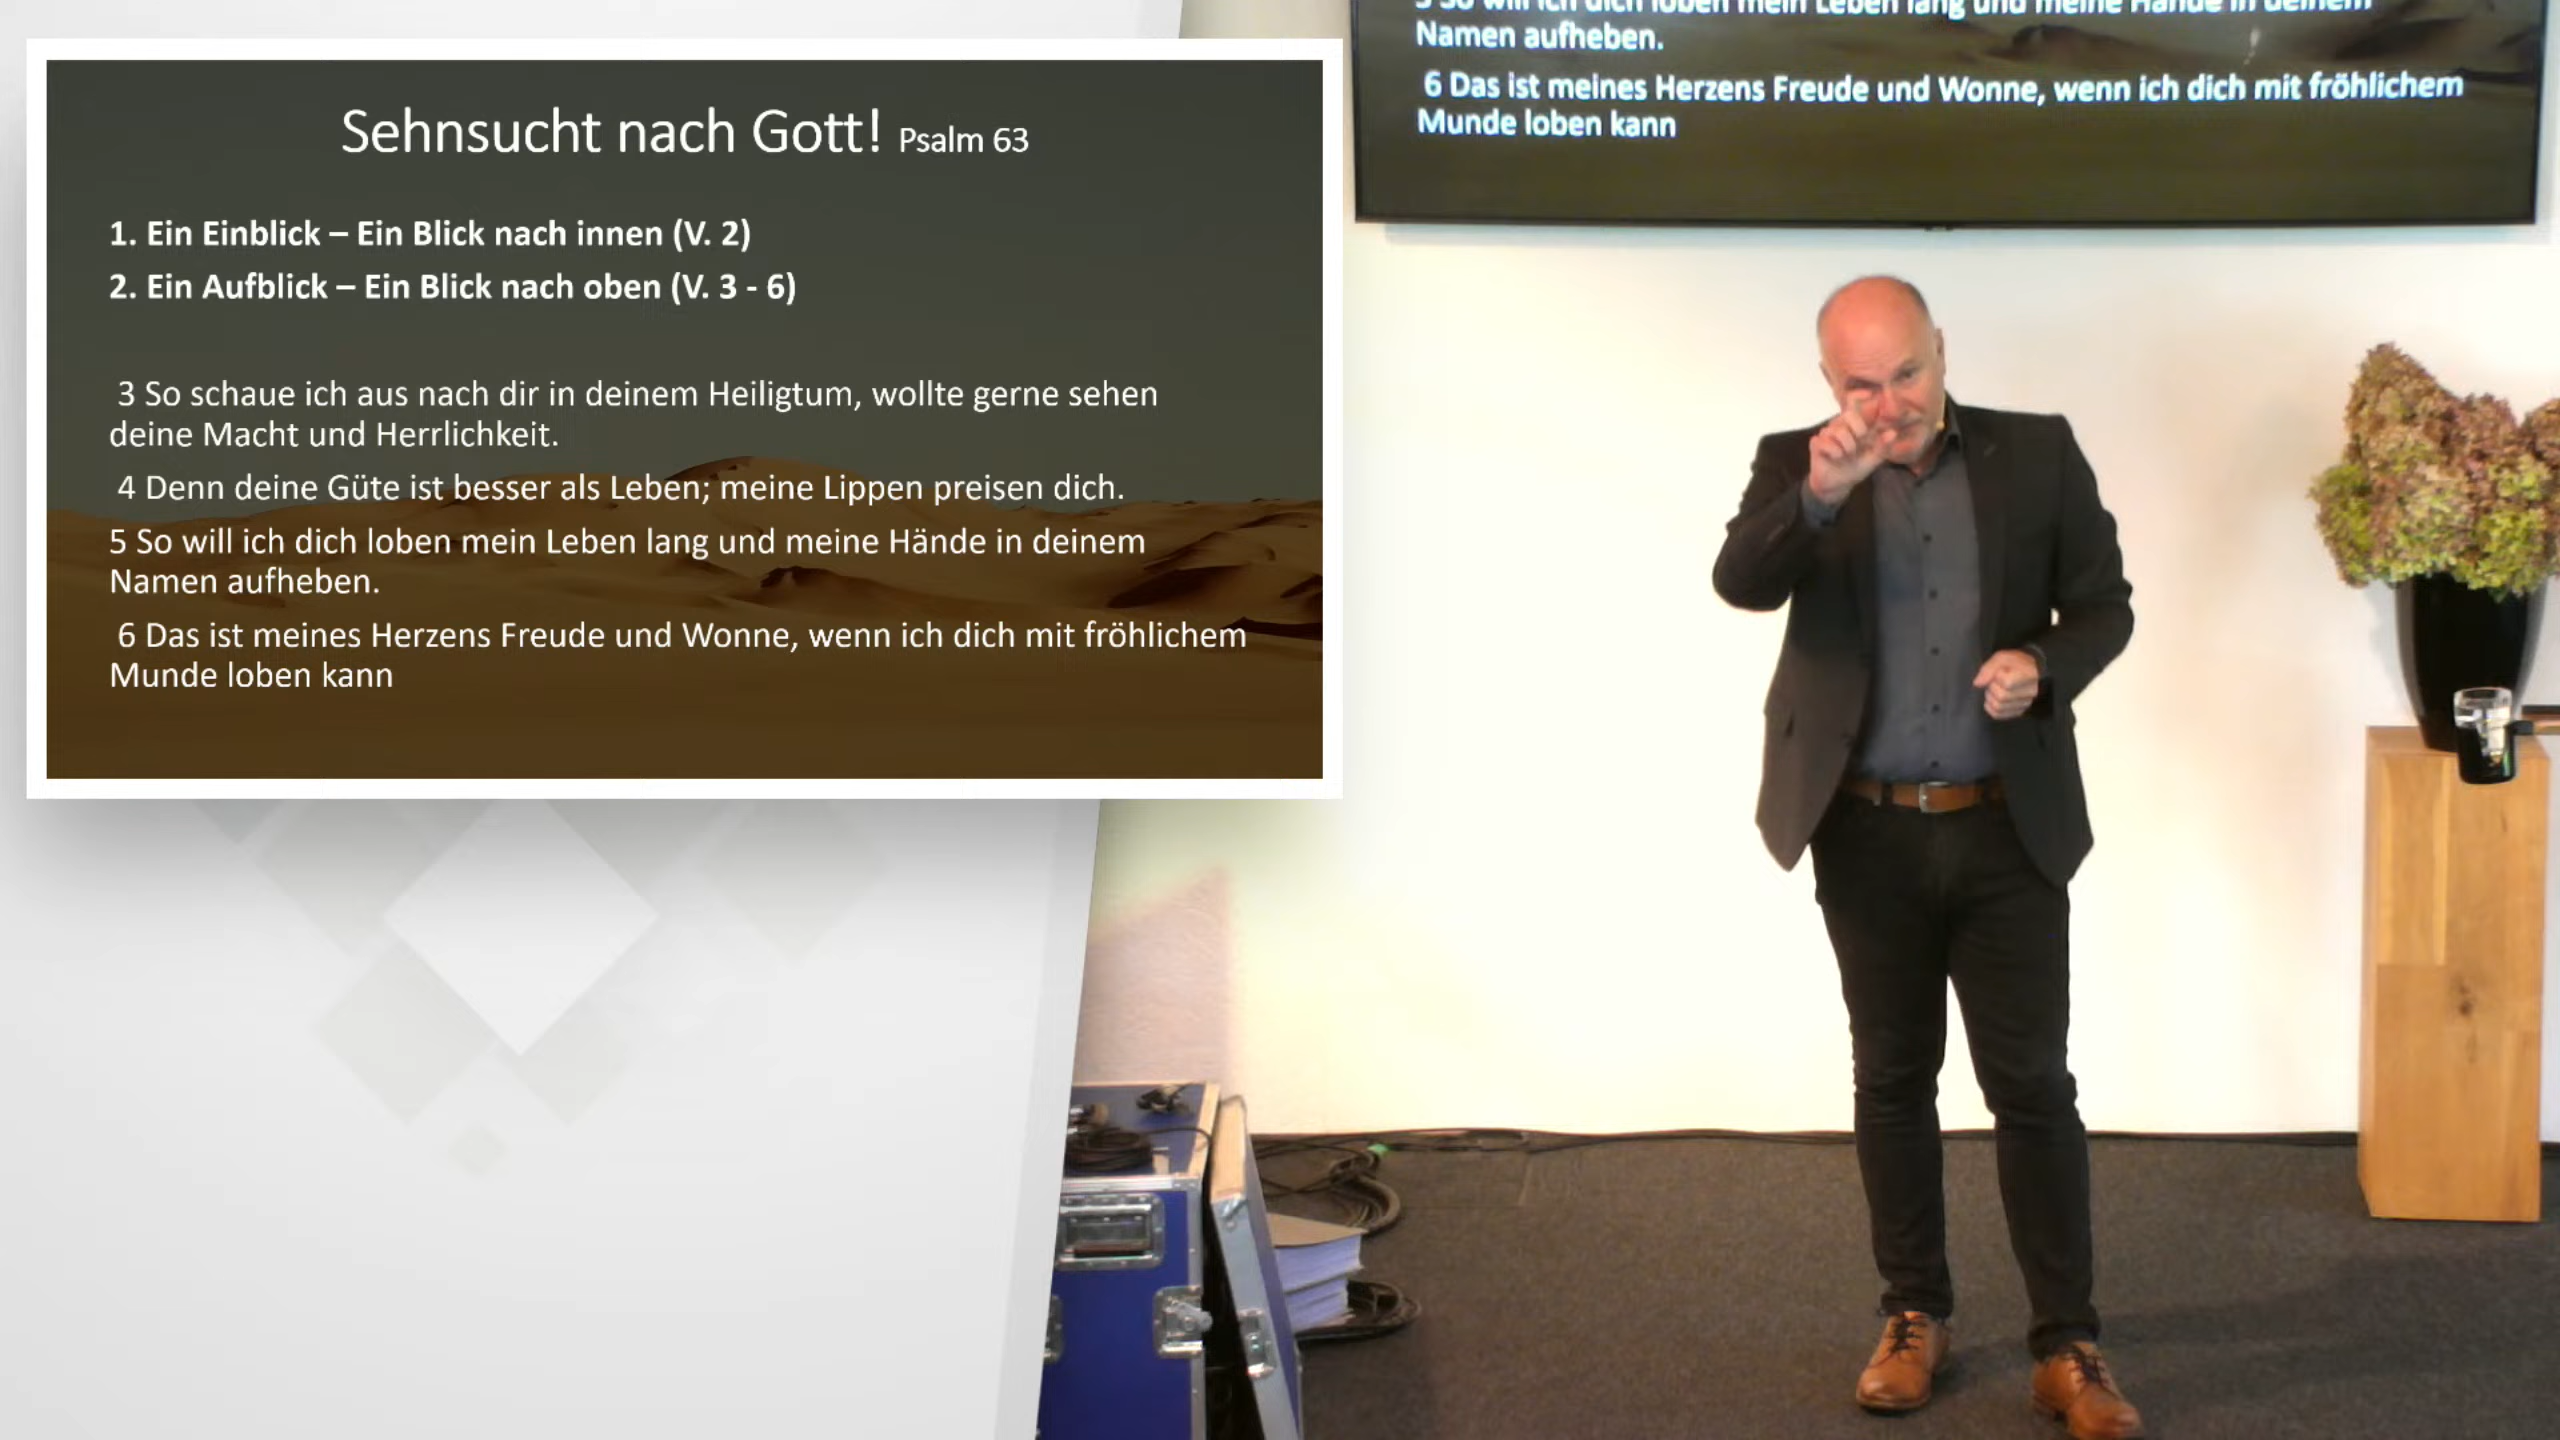 Sehnsucht nach Gott! Psalm 63
1. Ein Einblick – Ein Blick nach innen (V. 2)
2. Ein Aufblick – Ein Blick nach oben (V. 3 - 6)
3 So schaue ich aus nach dir in deinem Heiligtum, wollte gerne sehen
deine Macht und Herrlichkeit.
4 Denn deine Güte ist besser als Leben; meine Lippen preisen dich.
5 So will ich dich loben mein Leben lang und meine Hände in deinem
Namen aufheben.
6 Das ist meines Herzens Freude und Wonne, wenn ich dich mit fröhlichem
Munde loben kann
5 So will ich dich loben mein Leben lang und meine Hände in deinem
Namen aufheben.
6 Das ist meines Herzens Freude und Wonne, wenn ich dich mit fröhlichem
Munde loben kann